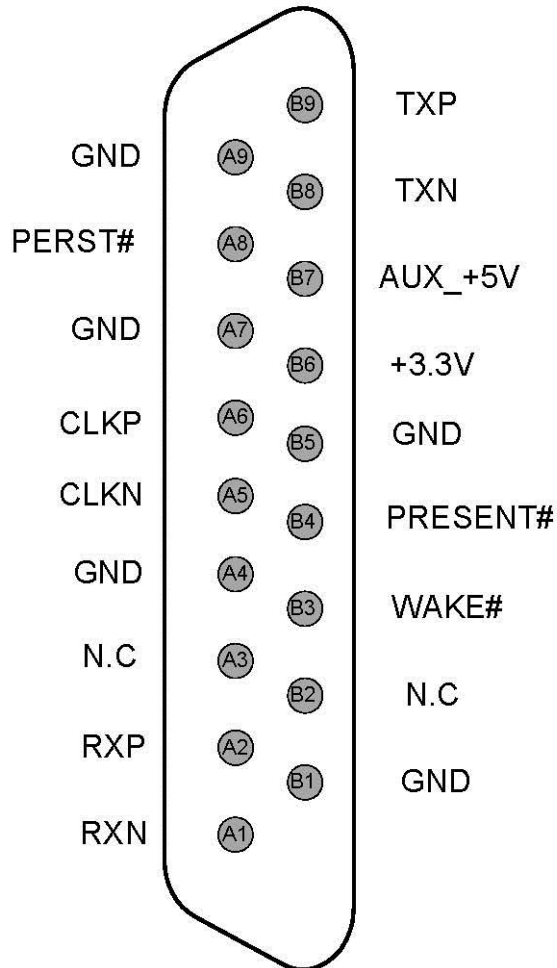 B9 TXP
GND A9
B8 TXN
PERST# A8
B7 AUX_+5V
GND A7
B6 +3.3V
CLKP A6
B5 GND
CLKN A5
B4 PRESENT#
GND A4
B3 WAKE#
N.C A3
B2 N.C
RXP A2
B1 GND
RXN A1